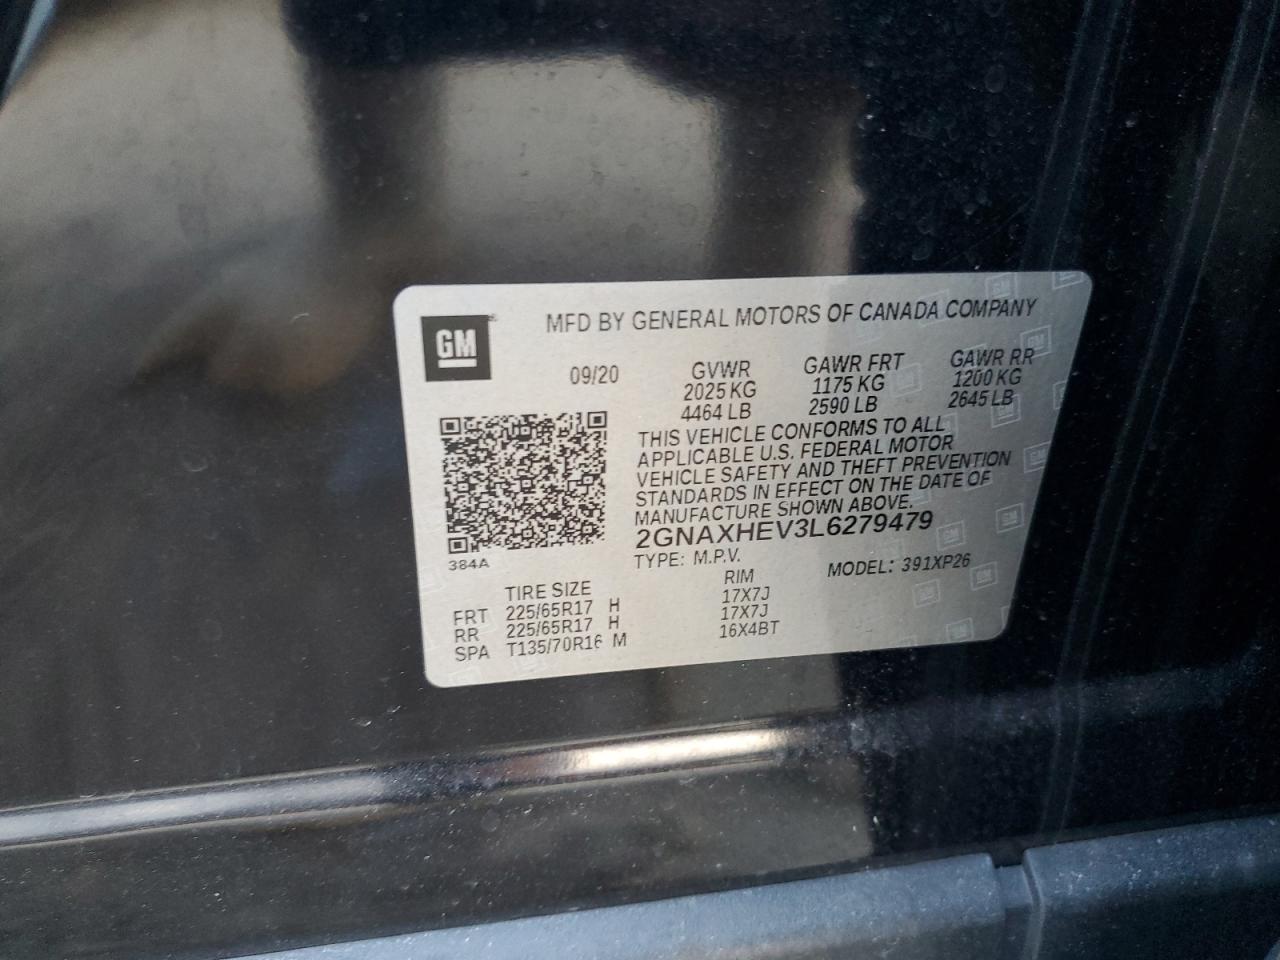 GM
MFD BY GENERAL MOTORS OF CANADA COMPANY
09/20
GVWR GAWR FRT GAWR RR
2025 KG 1175 KG 1200 KG
4464 LB 2590 LB 2645 LB
THIS VEHICLE CONFORMS TO ALL
APPLICABLE U.S. FEDERAL MOTOR
VEHICLE SAFETY AND THEFT PREVENTION
STANDARDS IN EFFECT ON THE DATE OF
MANUFACTURE SHOWN ABOVE.
2GNAXHEV3L6279479
384A
TYPE: M.P.V. MODEL: 391XP26
TIRE SIZE RIM
FRT 225/65R17 H 17X7J
RR 225/65R17 H 17X7J
SPA T135/70R16 M 16X4BT